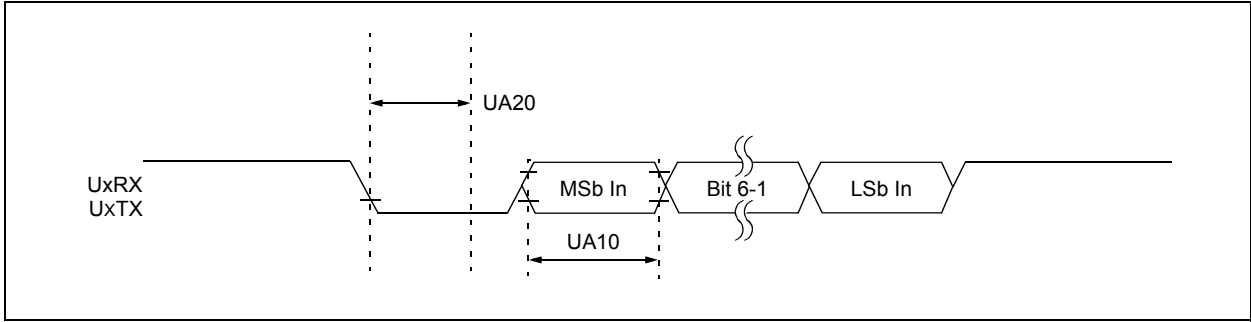 UA20
UxRX
UxTX
MSb In
Bit 6-1
LSb In
UA10